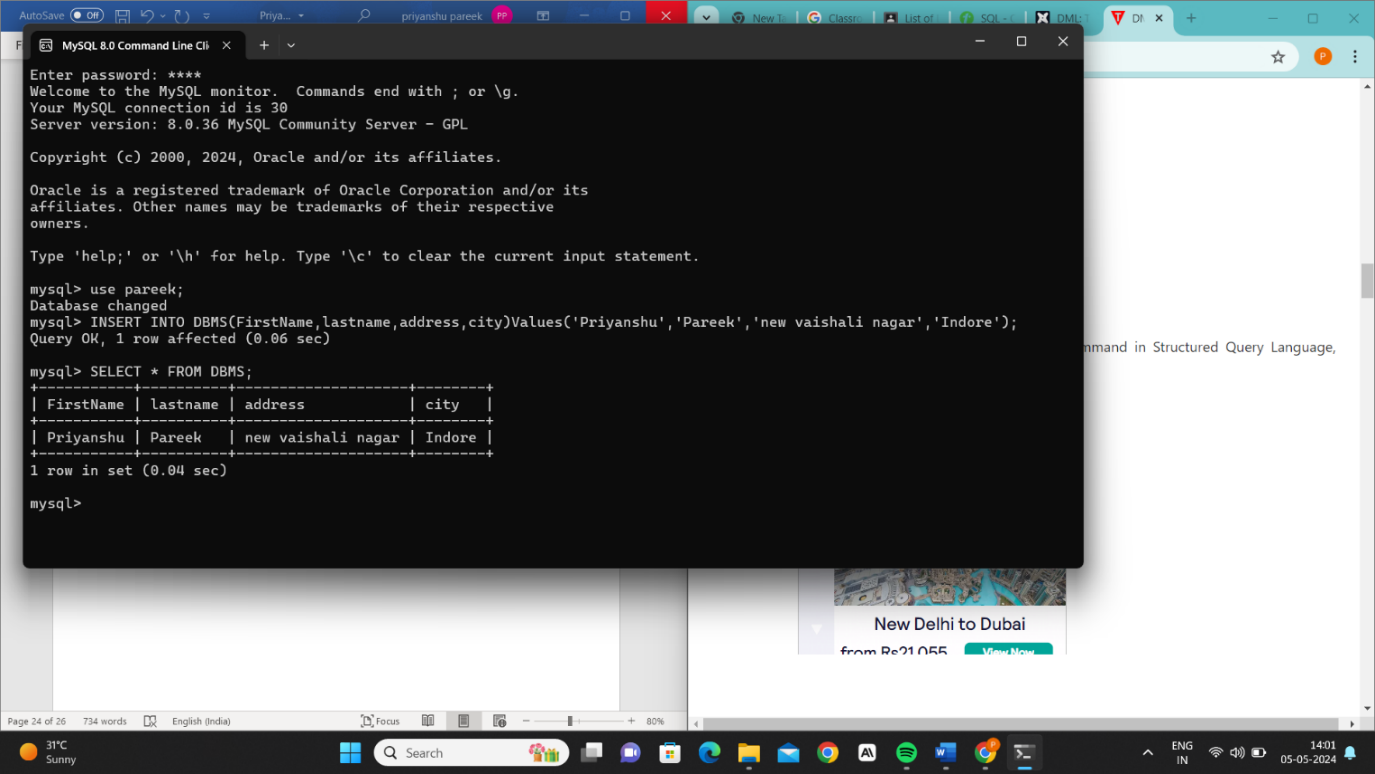 AutoSave Off Priya... priyanshu pareek PP
New Ta Classro List of SQL - DML: T DM
MySQL 8.0 Command Line Cli
P
Enter password: ****
Welcome to the MySQL monitor.  Commands end with ; or \g.
Your MySQL connection id is 30
Server version: 8.0.36 MySQL Community Server - GPL
Copyright (c) 2000, 2024, Oracle and/or its affiliates.
Oracle is a registered trademark of Oracle Corporation and/or its
affiliates. Other names may be trademarks of their respective
owners.
Type 'help;' or '\h' for help. Type '\c' to clear the current input statement.
mysql> use pareek;
Database changed
mysql> INSERT INTO DBMS(FirstName,lastname,address,city)Values('Priyanshu','Pareek','new vaishali nagar','Indore');
Query OK, 1 row affected (0.06 sec)
mysql> SELECT * FROM DBMS;
+-----------+----------+--------------------+--------+
| FirstName | lastname | address            | city   |
+-----------+----------+--------------------+--------+
| Priyanshu | Pareek   | new vaishali nagar | Indore |
+-----------+----------+--------------------+--------+
1 row in set (0.04 sec)
mysql>
mmand in Structured Query Language,
New Delhi to Dubai
from Rs21,055 View Now
Page 24 of 26 734 words English (India) Focus 80%
31°C
Sunny
Search
ENG
IN
14:01
05-05-2024